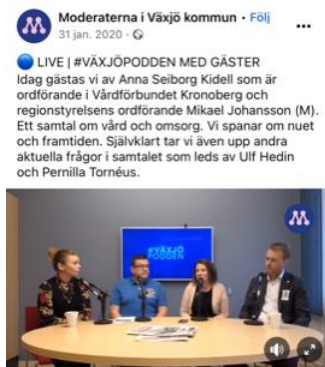 Moderaterna i Växjö kommun • Följ
31 jan. 2020 •
LIVE | #VÄXJÖPODDEN MED GÄSTER
Idag gästas vi av Anna Seiborg Kidell som är
ordförande i Vårdförbundet Kronoberg och
regionstyrelsens ordförande Mikael Johansson (M).
Ett samtal om vård och omsorg. Vi spanar om nuet
och framtiden. Självklart tar vi även upp andra
aktuella frågor i samtalet som leds av Ulf Hedin
och Pernilla Tornéus.
#VÄXJÖ
PODDEN